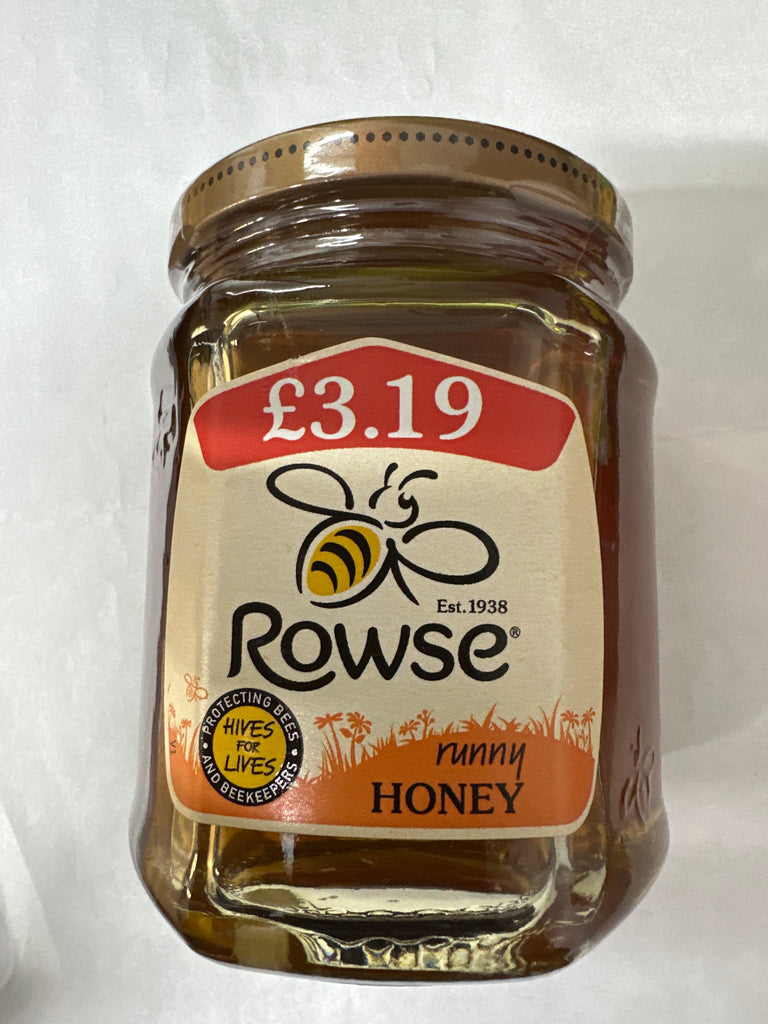 £3.19
Est. 1938
Rowse®
PROTECTING BEES
HIVES
FOR
LIVES
AND BEEKEEPERS
runny
HONEY